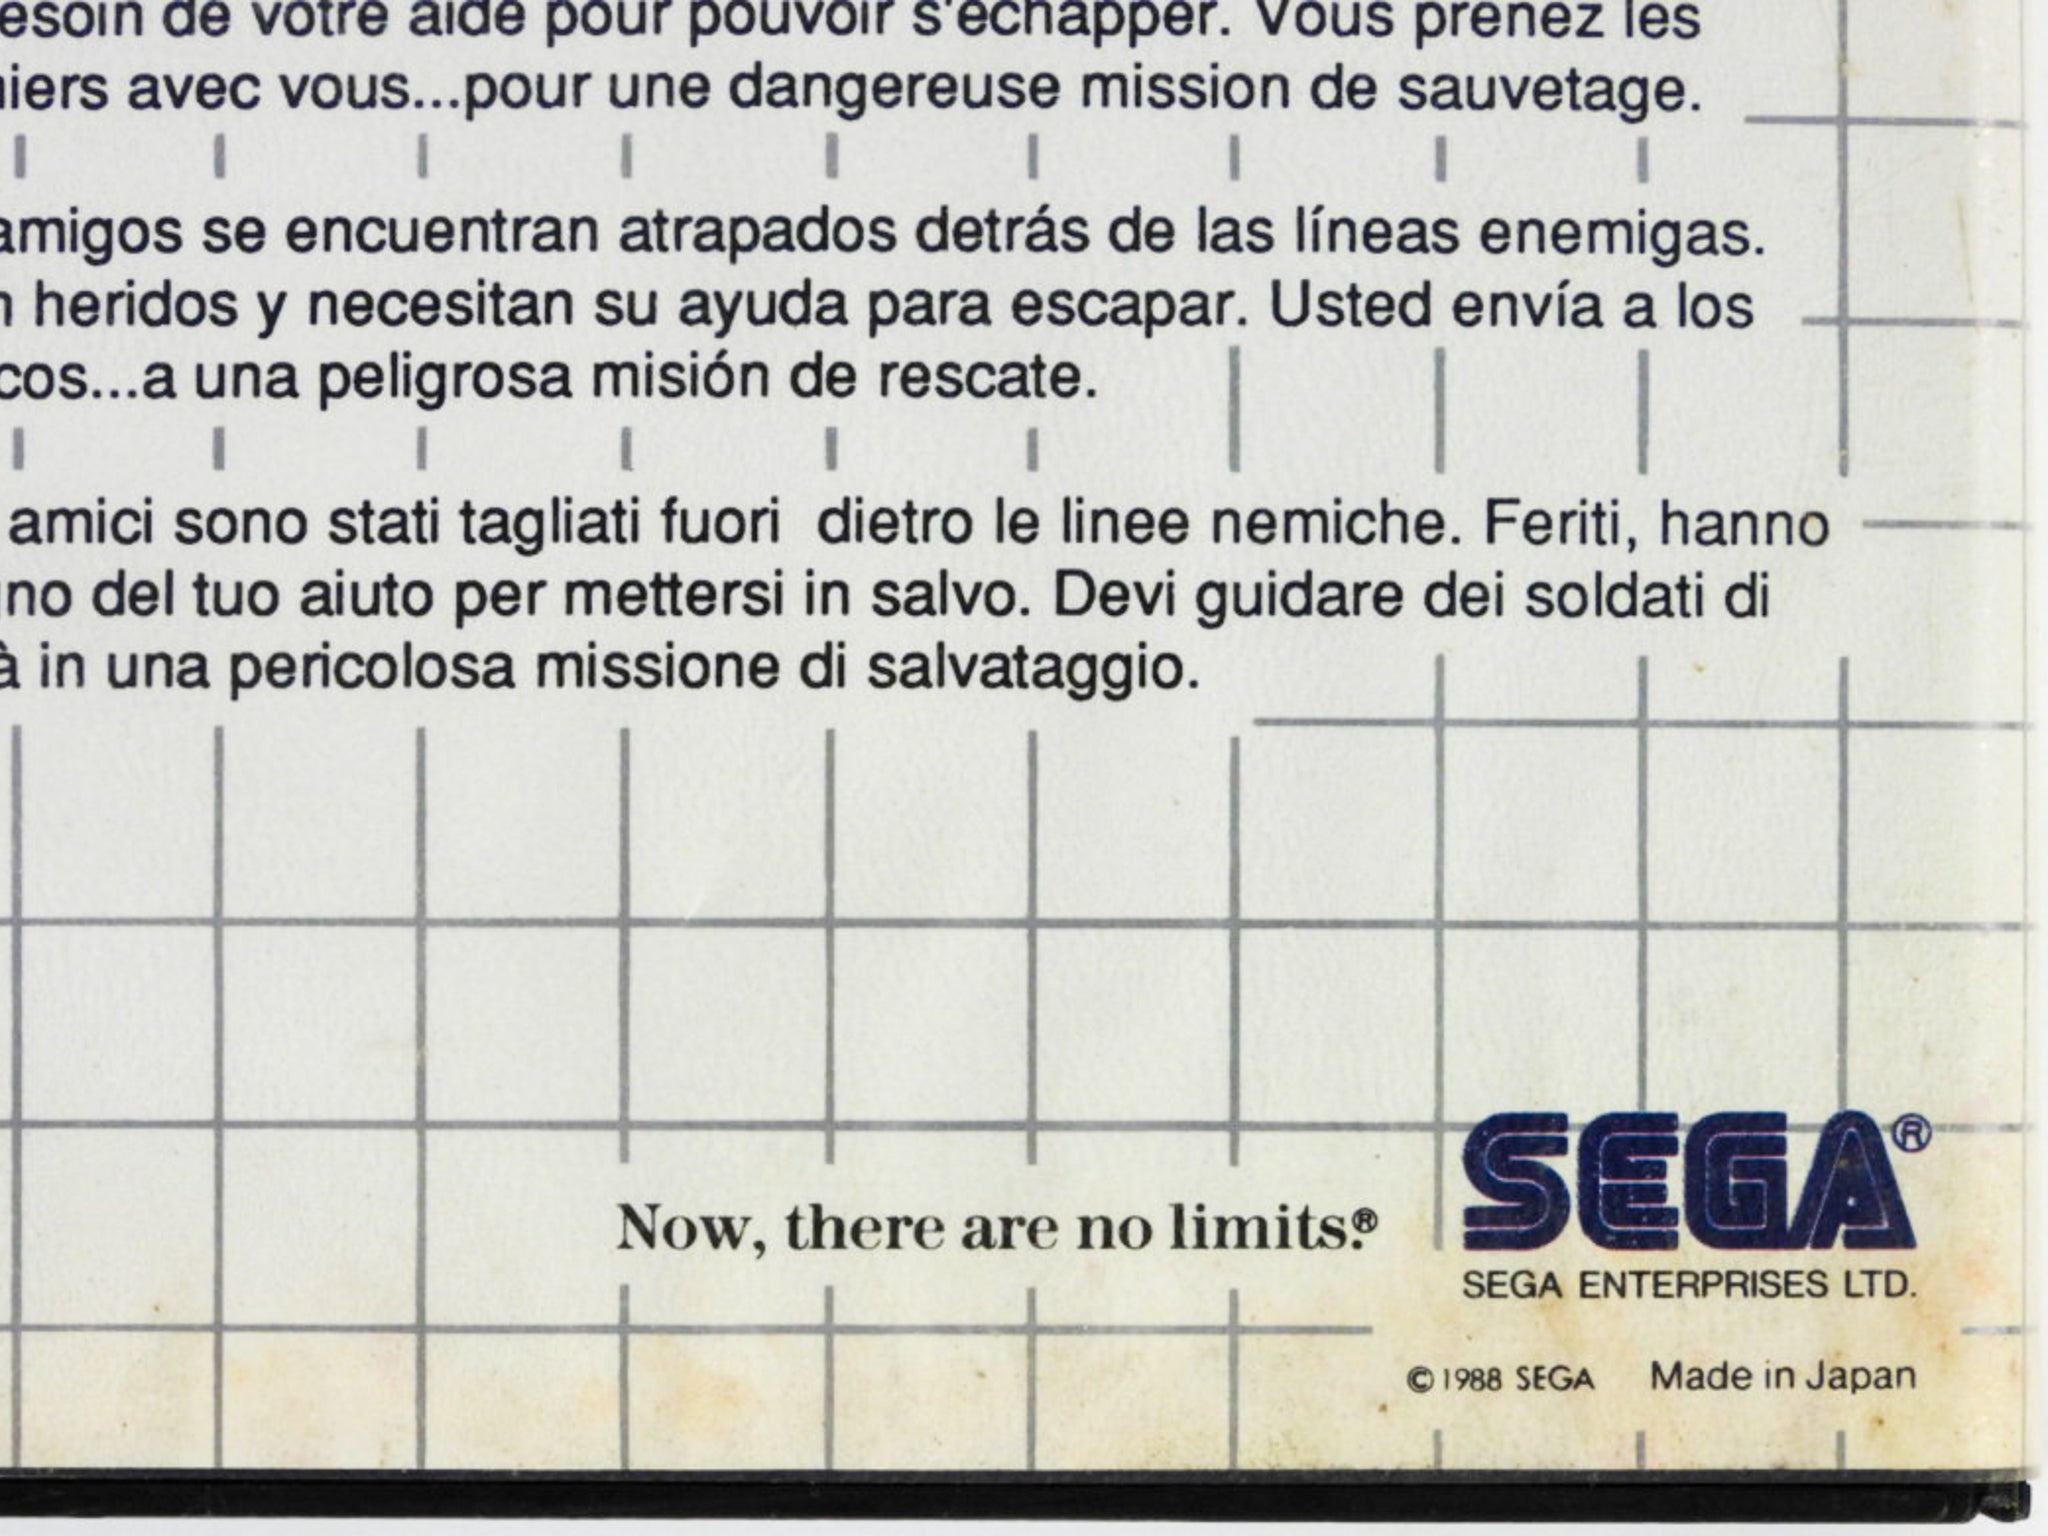 de votre aide pour pouvoir s'échapper. Vous prenez les
avec vous...pour une dangereuse mission de sauvetage.
amigos se encuentran atrapados detrás de las líneas enemigas.
heridos y necesitan su ayuda para escapar. Usted envía a los
...a una peligrosa misión de rescate.
amici sono stati tagliati fuori dietro le linee nemiche. Feriti, hanno
del tuo aiuto per mettersi in salvo. Devi guidare dei soldati di
in una pericolosa missione di salvataggio.
SEGA®
Now, there are no limits.®
SEGA ENTERPRISES LTD.
©1988 SEGA Made in Japan